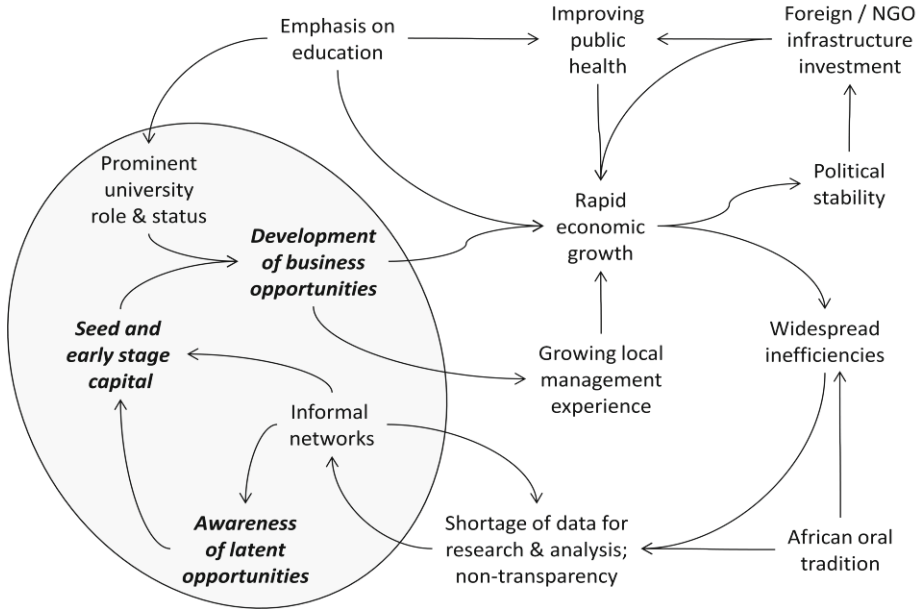 Emphasis on
education
Improving
public
health
Foreign / NGO
infrastructure
investment
Prominent
university
role & status
Development
of business
opportunities
Rapid
economic
growth
Political
stability
Seed and
early stage
capital
Growing local
management
experience
Widespread
inefficiencies
Informal
networks
Awareness
of latent
opportunities
Shortage of data for
research & analysis;
non-transparency
African oral
tradition